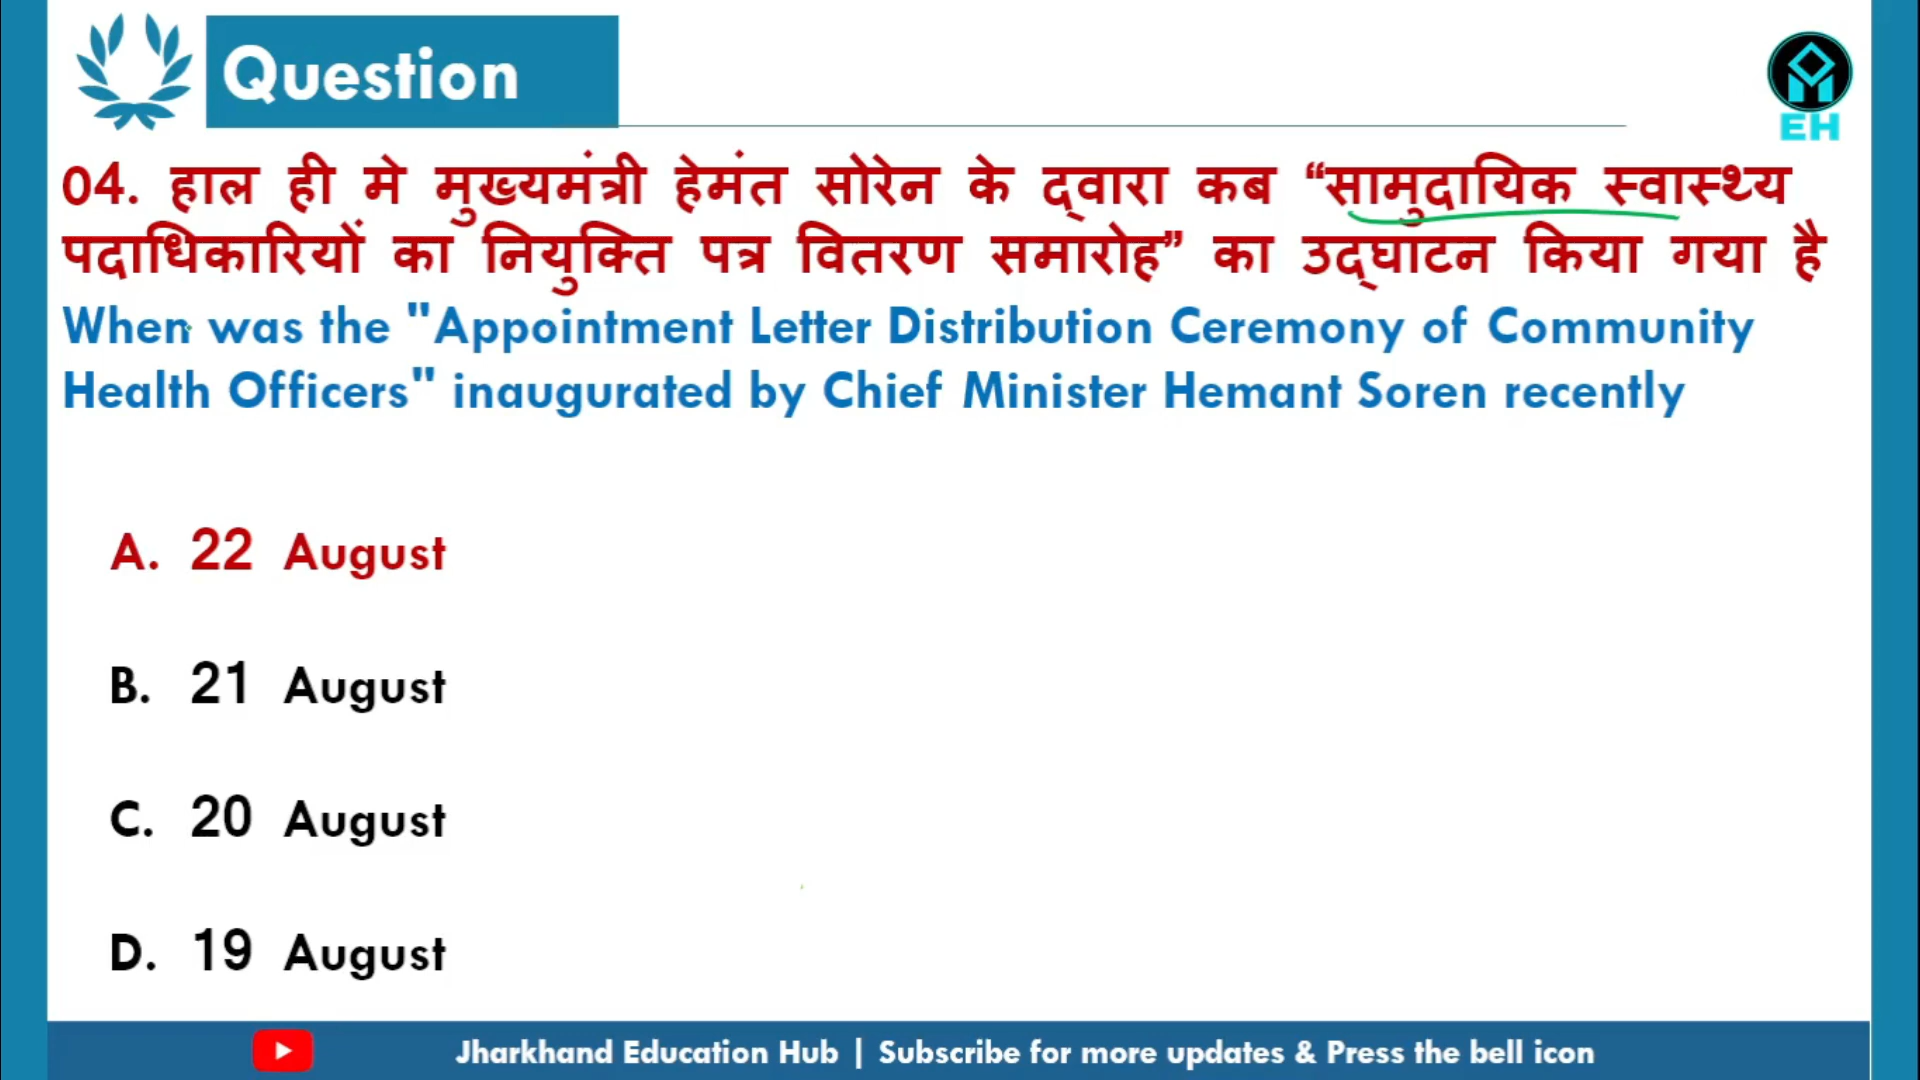 Question
EH
04. हाल ही मे मुख्यमंत्री हेमंत सोरेन के द्वारा कब “सामुदायिक स्वास्थ्य
पदाधिकारियों का नियुक्ति पत्र वितरण समारोह” का उद्घाटन किया गया है
When was the "Appointment Letter Distribution Ceremony of Community
Health Officers" inaugurated by Chief Minister Hemant Soren recently
A. 22 August
B. 21 August
C. 20 August
D. 19 August
Jharkhand Education Hub | Subscribe for more updates & Press the bell icon